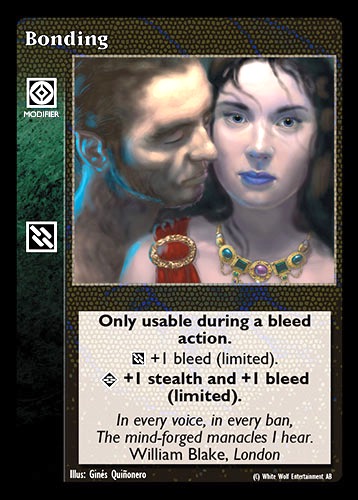 Bonding
MODIFIER
Only usable during a bleed
action.
+1 bleed (limited).
+1 stealth and +1 bleed
(limited).
In every voice, in every ban,
The mind-forged manacles I hear.
William Blake, London
Illus: Ginés Quiñonero
(C) White Wolf Entertainment AB